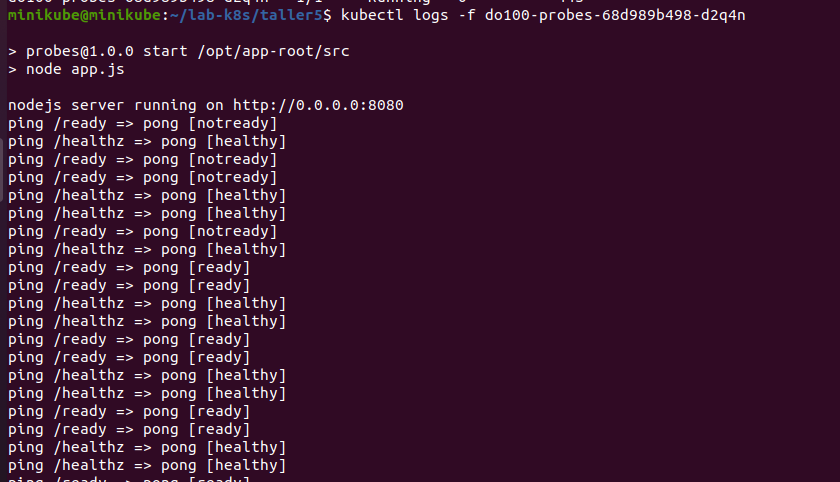 minikube@minikube:~/lab-k8s/taller5$ kubectl logs -f do100-probes-68d989b498-d2q4n
> probes@1.0.0 start /opt/app-root/src
> node app.js
nodejs server running on http://0.0.0.0:8080
ping /ready => pong [notready]
ping /healthz => pong [healthy]
ping /ready => pong [notready]
ping /ready => pong [notready]
ping /healthz => pong [healthy]
ping /healthz => pong [healthy]
ping /ready => pong [notready]
ping /healthz => pong [healthy]
ping /ready => pong [ready]
ping /ready => pong [ready]
ping /healthz => pong [healthy]
ping /healthz => pong [healthy]
ping /ready => pong [ready]
ping /ready => pong [ready]
ping /healthz => pong [healthy]
ping /healthz => pong [healthy]
ping /ready => pong [ready]
ping /ready => pong [ready]
ping /healthz => pong [healthy]
ping /healthz => pong [healthy]
ping /ready => pong [ready]